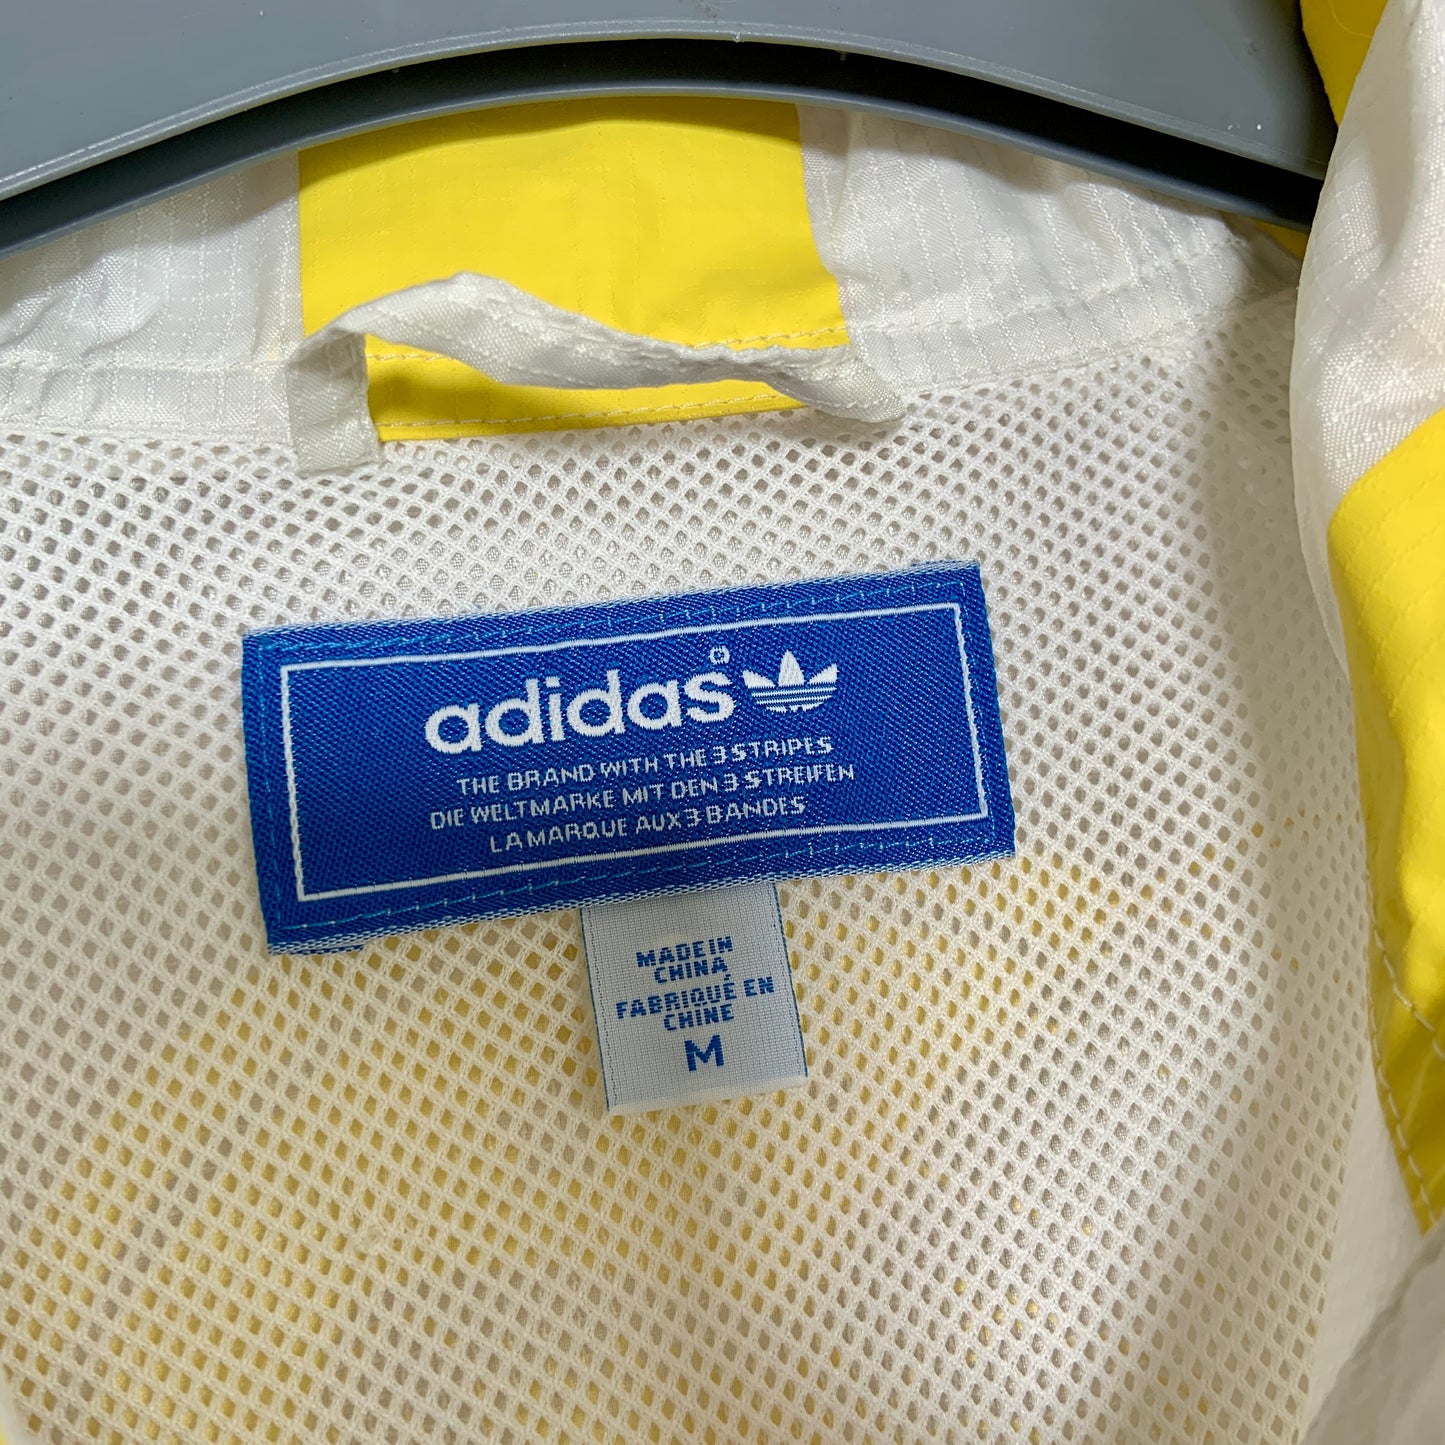 adidas®
THE BRAND WITH THE 3 STRIPES
DIE WELTMARKE MIT DEN 3 STREIFEN
LA MARQUE AUX 3 BANDES
MADE IN
CHINA
FABRIQUÉ EN
CHINE
M